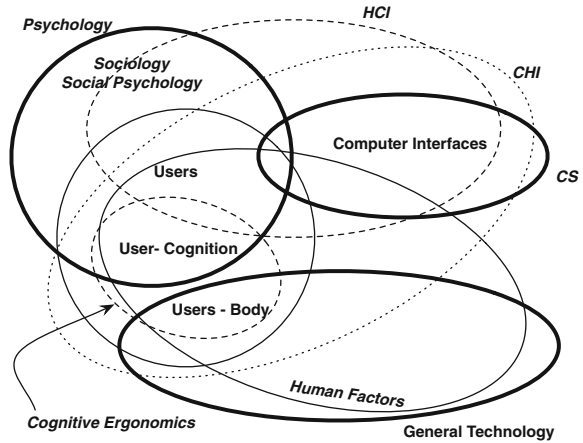 HCI
Psychology
Sociology
Social Psychology
CHI
Computer Interfaces
CS
Users
User- Cognition
Users - Body
Human Factors
Cognitive Ergonomics
General Technology